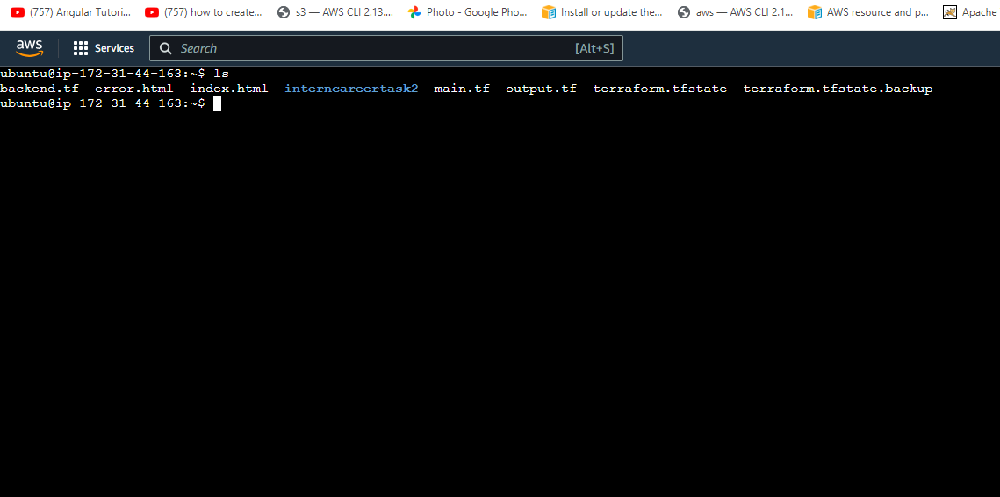 (757) Angular Tutori... (757) how to create... s3 — AWS CLI 2.13.... Photo - Google Pho... Install or update the... aws — AWS CLI 2.1... AWS resource and p... Apache
aws Services Search [Alt+S]
ubuntu@ip-172-31-44-163:~$ ls
backend.tf error.html index.html interncareertask2 main.tf output.tf terraform.tfstate terraform.tfstate.backup
ubuntu@ip-172-31-44-163:~$